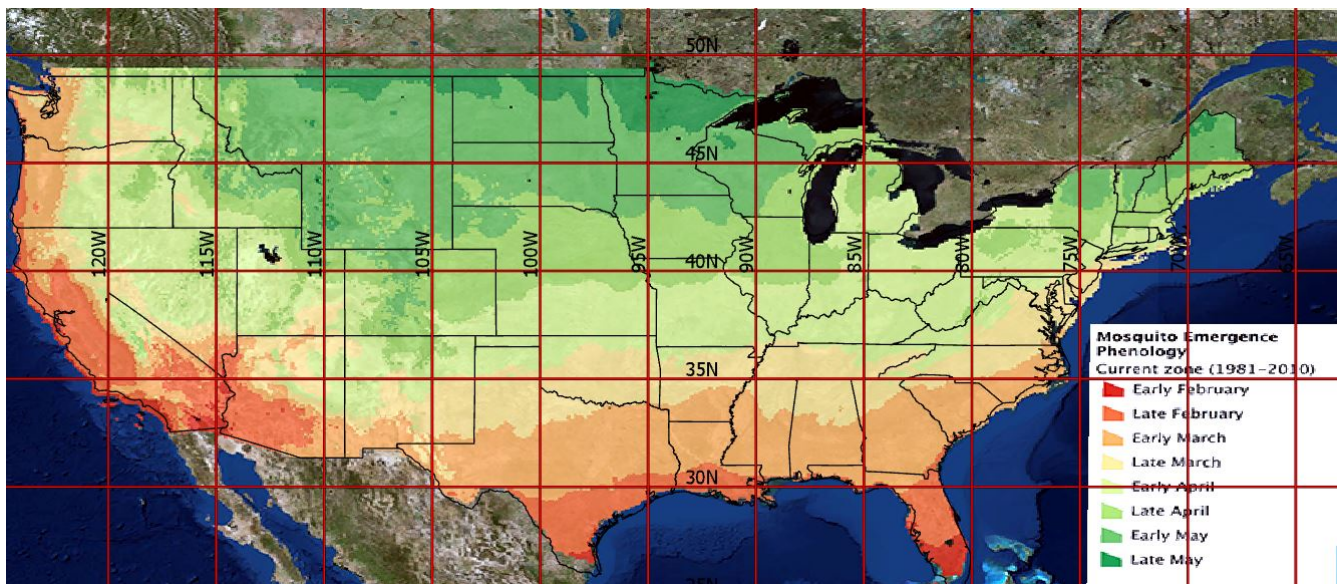 50N
45N
120W
115W
110W
105W
100W
95W
90W
85W
80W
75W
70W
65W
40N
35N
30N
25N
Mosquito Emergence
Phenology
Current zone (1981-2010)
Early February
Late February
Early March
Late March
Early April
Late April
Early May
Late May